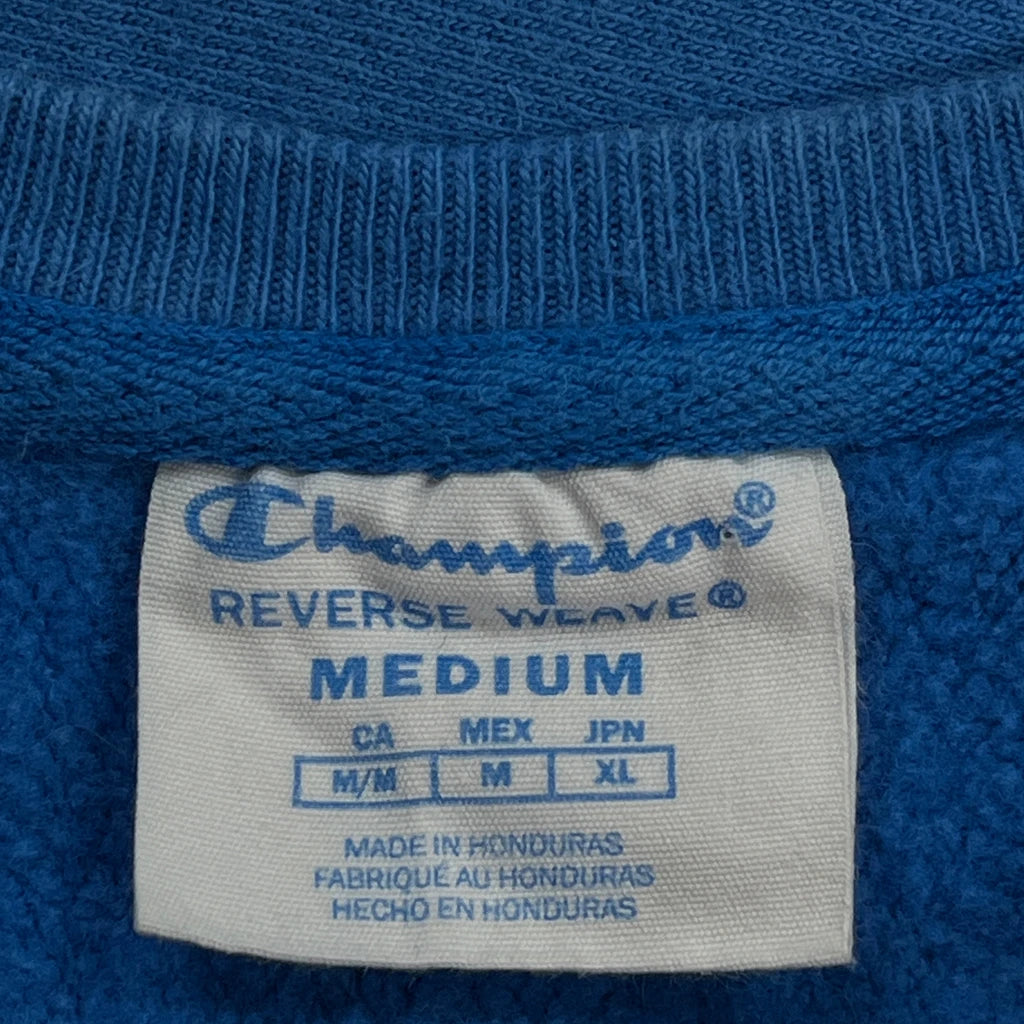 Champion®
REVERSE WEAVE®
MEDIUM
CA MEX JPN
M/M M XL
MADE IN HONDURAS
FABRIQUÉ AU HONDURAS
HECHO EN HONDURAS